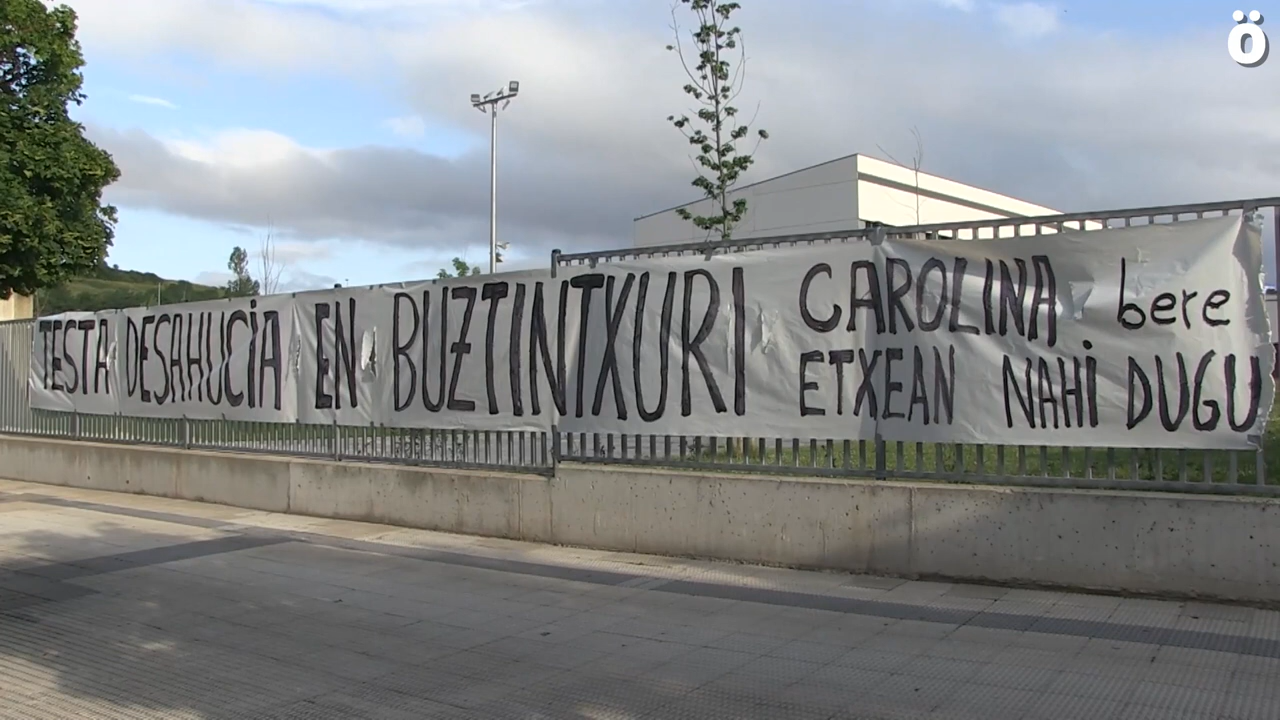 TESTA DESAHUCIA EN BUZTINTXURI
CAROLINA bere
ETXEAN NAHI DUGU
Ö